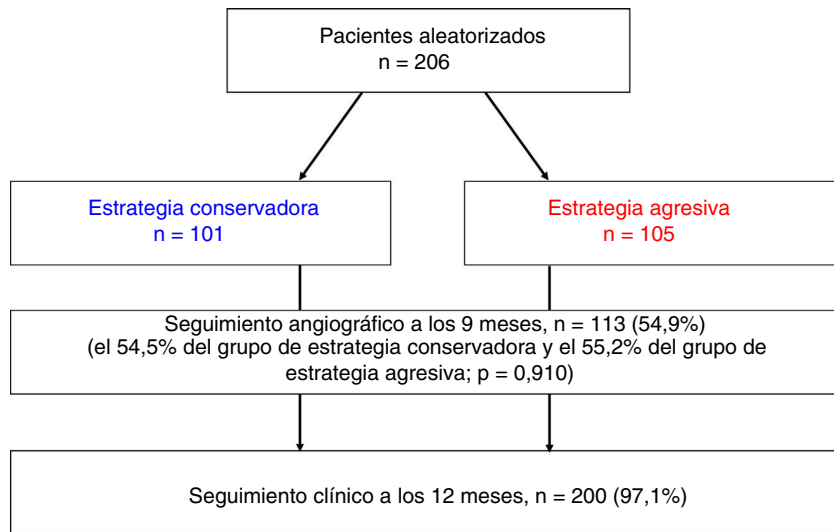 Pacientes aleatorizados
n = 206
Estrategia conservadora
n = 101
Estrategia agresiva
n = 105
Seguimiento angiográfico a los 9 meses, n = 113 (54,9%)
(el 54,5% del grupo de estrategia conservadora y el 55,2% del grupo de
estrategia agresiva; p = 0,910)
Seguimiento clínico a los 12 meses, n = 200 (97,1%)